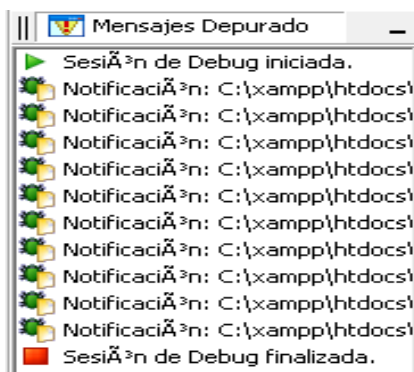 Mensajes Depurado
SesiÃ³n de Debug iniciada.
NotificaciÃ³n: C:\xampp\htdocs\
NotificaciÃ³n: C:\xampp\htdocs\
NotificaciÃ³n: C:\xampp\htdocs\
NotificaciÃ³n: C:\xampp\htdocs\
NotificaciÃ³n: C:\xampp\htdocs\
NotificaciÃ³n: C:\xampp\htdocs\
NotificaciÃ³n: C:\xampp\htdocs\
NotificaciÃ³n: C:\xampp\htdocs\
NotificaciÃ³n: C:\xampp\htdocs\
NotificaciÃ³n: C:\xampp\htdocs\
SesiÃ³n de Debug finalizada.